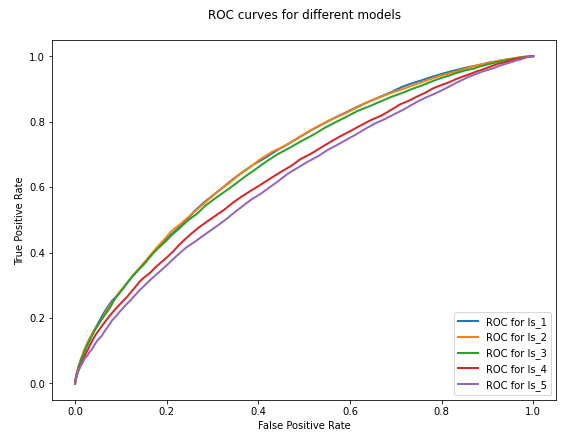 ROC curves for different models
1.0
0.8
0.6
0.4
0.2
0.0
True Positive Rate
ROC for ls_1
ROC for ls_2
ROC for ls_3
ROC for ls_4
ROC for ls_5
0.0 0.2 0.4 0.6 0.8 1.0
False Positive Rate